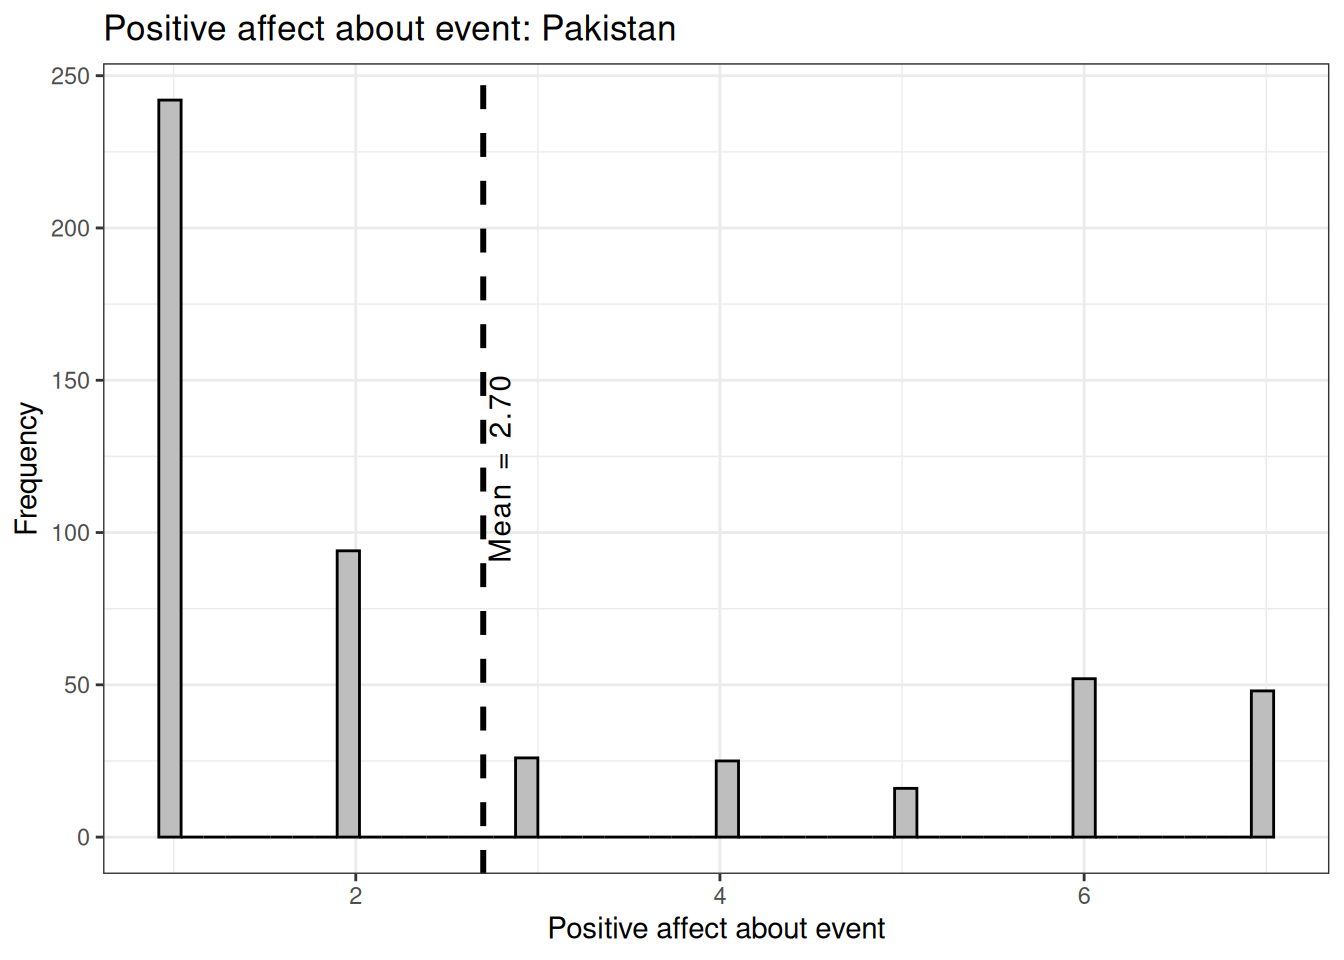 Positive affect about event: Pakistan
250
200
150
100
50
0
Frequency
Mean = 2.70
2
4
6
Positive affect about event